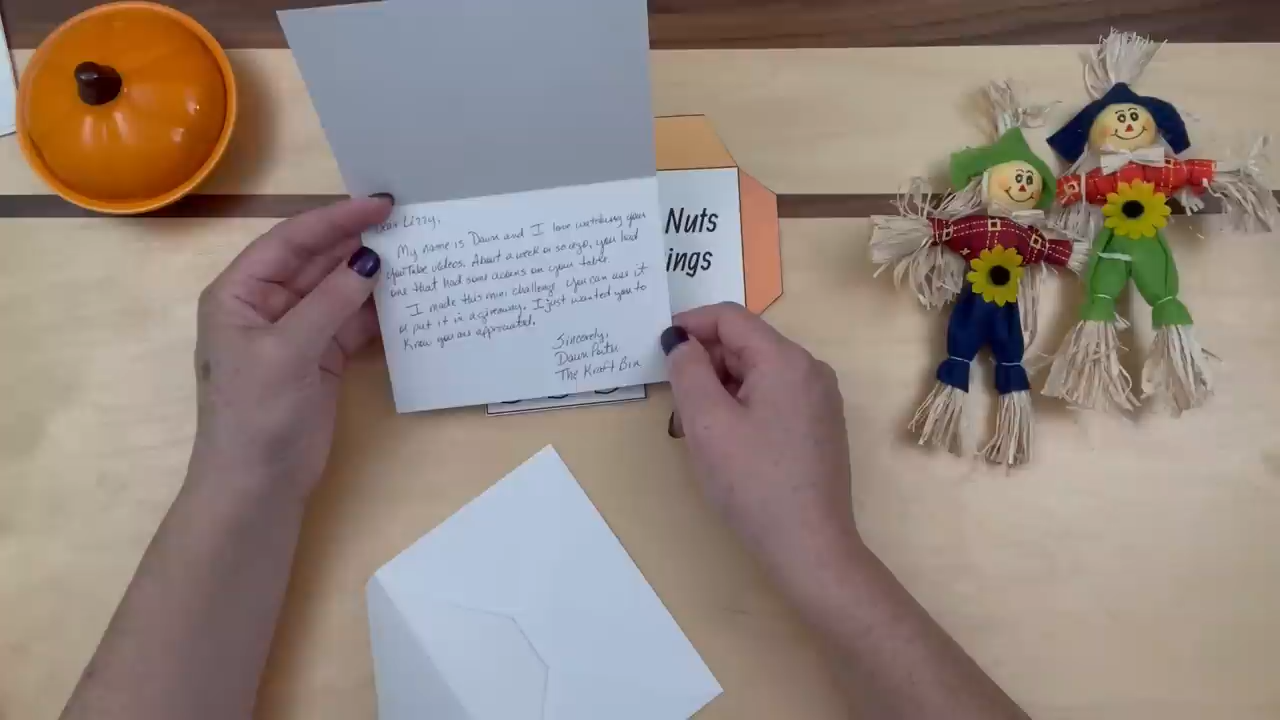 Dear Lizzy,
My name is Dawn and I love watching your
YouTube videos. About a week or so ago, you had
one that had some acorns on your table.
I made this mini challenge. You can use it
or put it in a giveaway. I just wanted you to
know you are appreciated.
Sincerely,
Dawn
The Kraft Bin
Nuts
ings